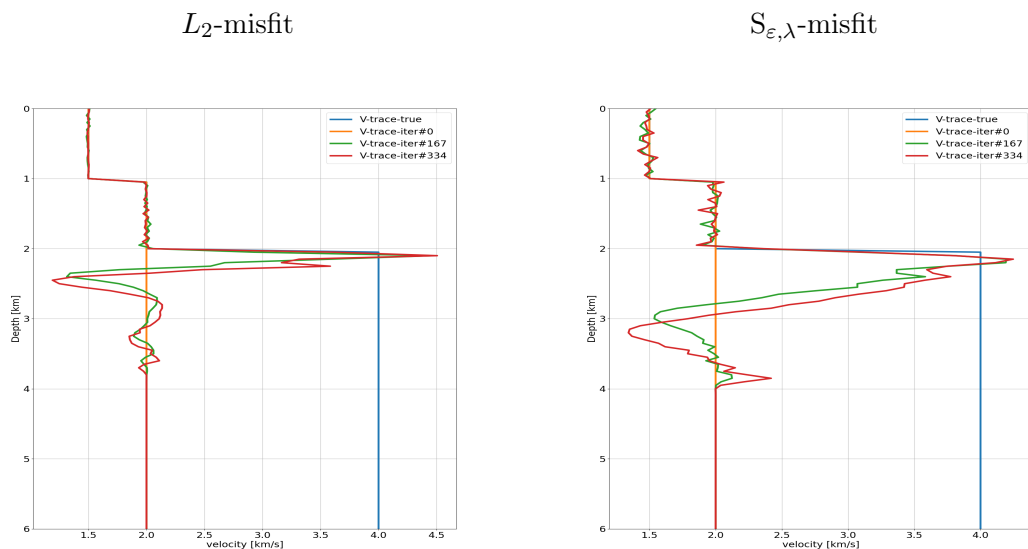 L2-misfit
Sε,λ-misfit
0
1
2
3
4
5
6
Depth [km]
1.5
2.0
2.5
3.0
3.5
4.0
4.5
velocity [km/s]
V-trace-true
V-trace-iter#0
V-trace-iter#167
V-trace-iter#334
0
1
2
3
4
5
6
Depth [km]
1.5
2.0
2.5
3.0
3.5
4.0
velocity [km/s]
V-trace-true
V-trace-iter#0
V-trace-iter#167
V-trace-iter#334